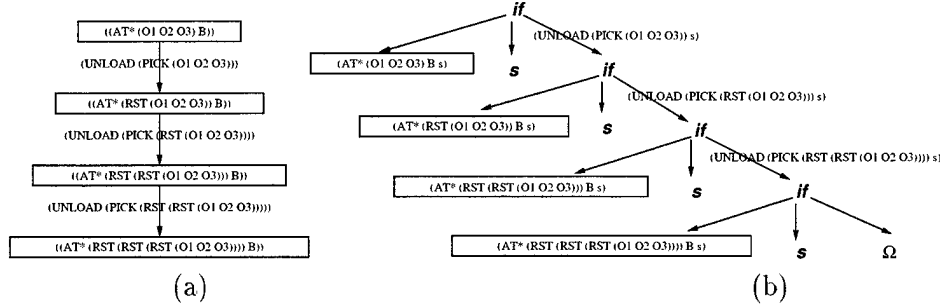 ((AT* (O1 O2 O3) B))
(UNLOAD (PICK (O1 O2 O3)))
((AT* (RST (O1 O2 O3)) B))
(UNLOAD (PICK (RST (O1 O2 O3))))
((AT* (RST (RST (O1 O2 O3))) B))
(UNLOAD (PICK (RST (RST (O1 O2 O3)))))
((AT* (RST (RST (RST (O1 O2 O3)))) B))
(a)
if
(UNLOAD (PICK (O1 O2 O3)) s)
(AT* (O1 O2 O3) B s)
s
if
(UNLOAD (PICK (RST (O1 O2 O3))) s)
(AT* (RST (O1 O2 O3)) B s)
s
if
(UNLOAD (PICK (RST (RST (O1 O2 O3)))) s)
(AT* (RST (RST (O1 O2 O3))) B s)
s
if
(AT* (RST (RST (RST (O1 O2 O3)))) B s)
s
Ω
(b)